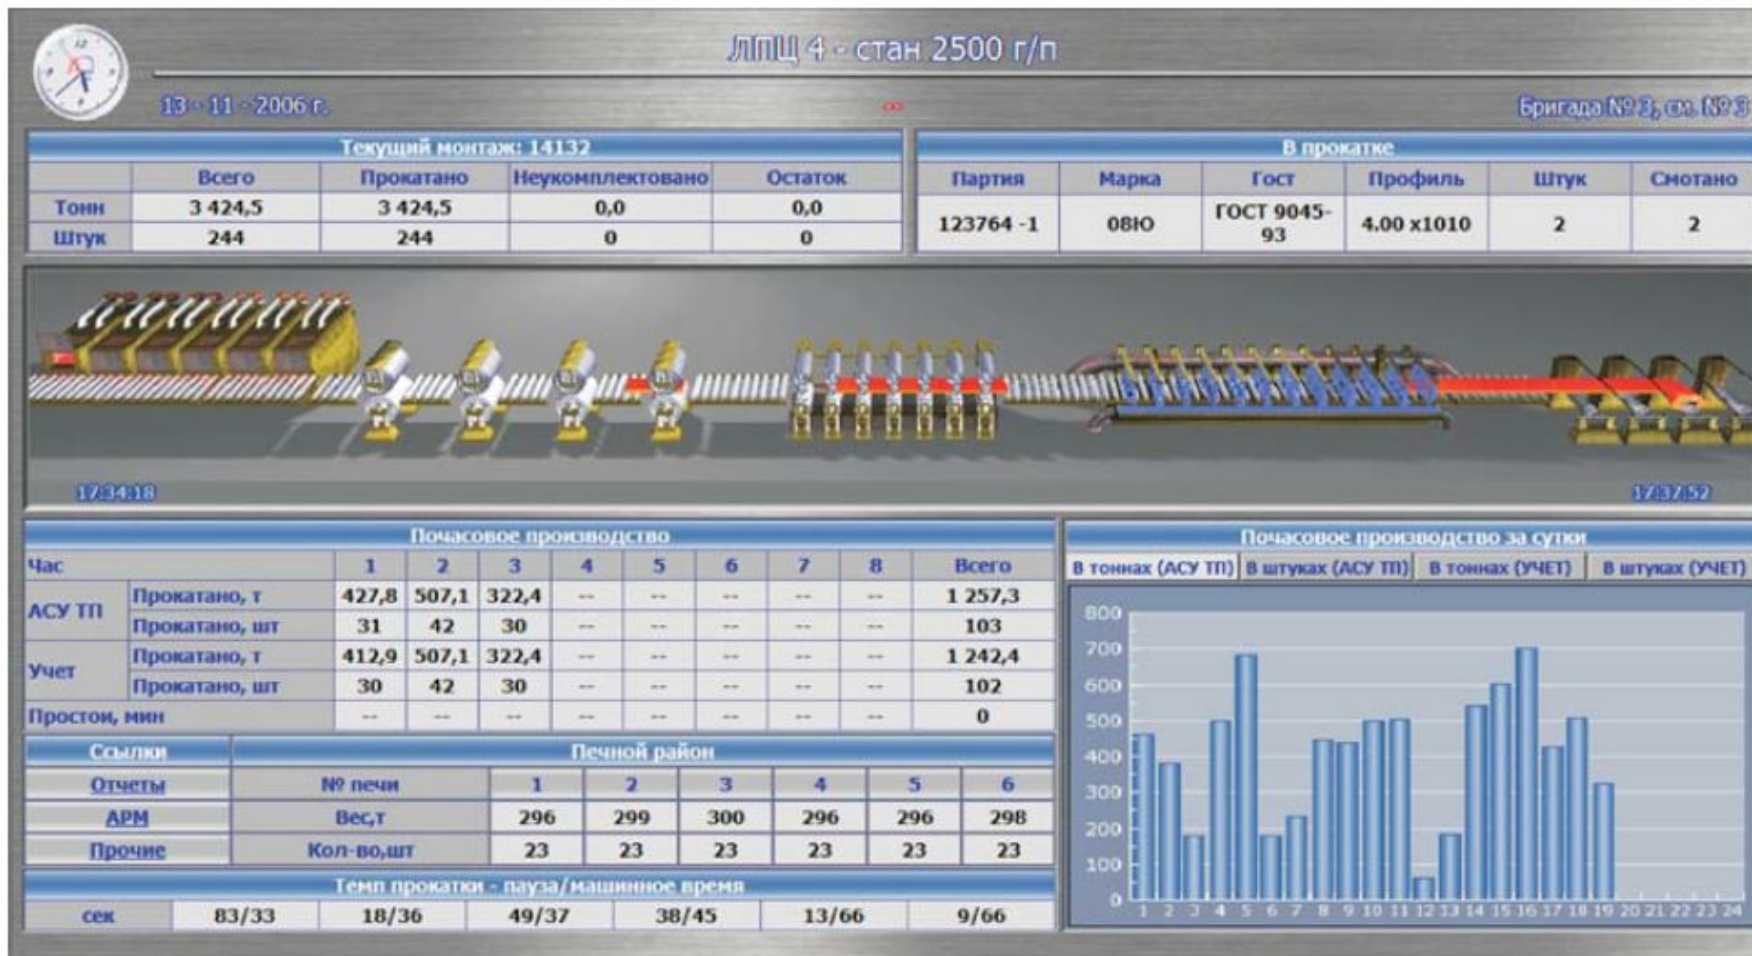 ЛПЦ 4 - стан 2500 г/п
13 - 11 - 2006 г.
Бригада № 3, см. № 3
Текущий монтаж: 14132
Всего Прокатано Неукомплектовано Остаток
Тонн 3 424,5 3 424,5 0,0 0,0
Штук 244 244 0 0
В прокатке
Партия Марка Гост Профиль Штук Смотано
123764 -1 08Ю ГОСТ 9045-93 4.00 x1010 2 2
17:34:18
17:37:52
Почасовое производство
Час 1 2 3 4 5 6 7 8 Всего
АСУ ТП
Прокатано, т 427,8 507,1 322,4 -- -- -- -- -- 1 257,3
Прокатано, шт 31 42 30 -- -- -- -- -- 103
Учет
Прокатано, т 412,9 507,1 322,4 -- -- -- -- -- 1 242,4
Прокатано, шт 30 42 30 -- -- -- -- -- 102
Простои, мин -- -- -- -- -- -- -- -- 0
Ссылки
Отчеты
АРМ
Прочие
Печной район
№ печи 1 2 3 4 5 6
Вес,т 296 299 300 296 296 298
Кол-во,шт 23 23 23 23 23 23
Темп прокатки - пауза/машинное время
сек 83/33 18/36 49/37 38/45 13/66 9/66
Почасовое производство за сутки
В тоннах (АСУ ТП) В штуках (АСУ ТП) В тоннах (УЧЕТ) В штуках (УЧЕТ)
800
700
600
500
400
300
200
100
0
1 2 3 4 5 6 7 8 9 10 11 12 13 14 15 16 17 18 19 20 21 22 23 24